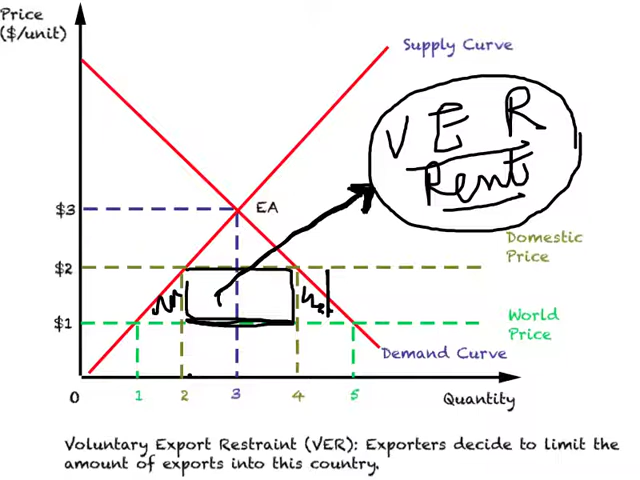 Price
($/unit)
Supply Curve
V E R
Rent
$3
EA
Domestic
Price
$2
$1
World
Price
Demand Curve
0 1 2 3 4 5 Quantity
Voluntary Export Restraint (VER): Exporters decide to limit the
amount of exports into this country.